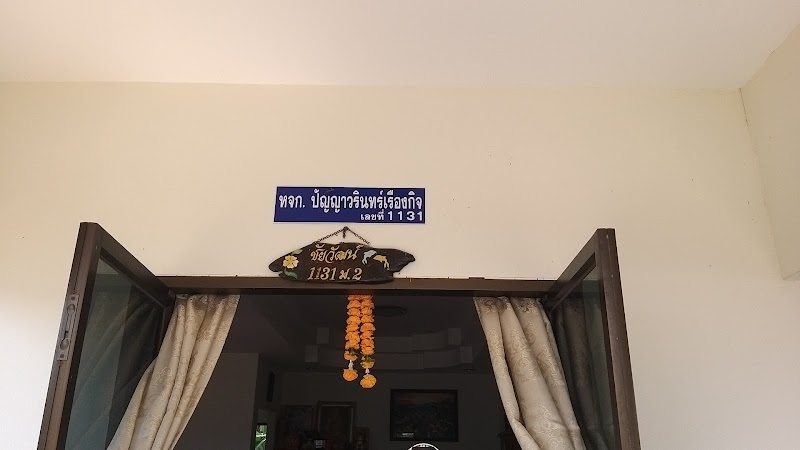 หจก. ปัญญาวรินทร์เรืองกิจ
เลขที่ 1131
ชัยวัฒน์
1131 ม.2